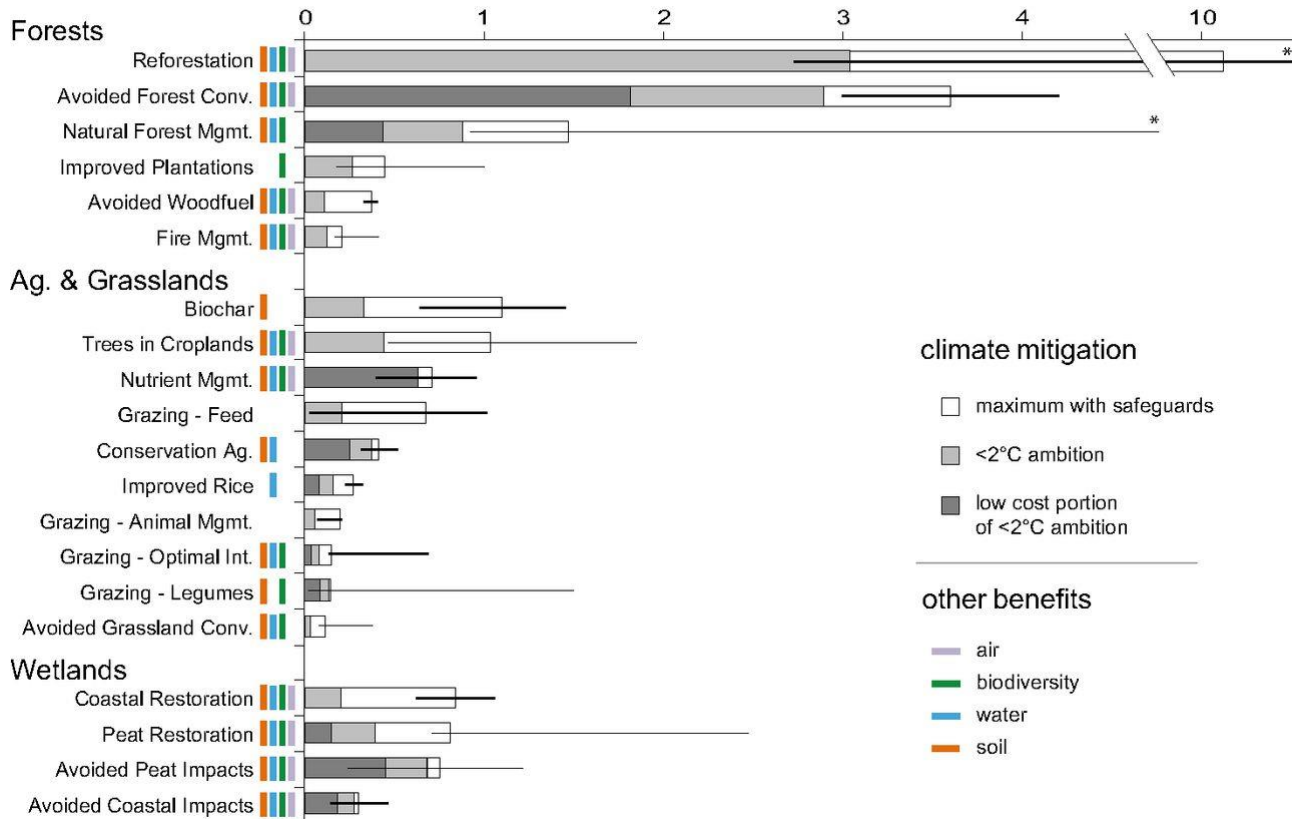 0 1 2 3 4 10
Forests
Reforestation
*
Avoided Forest Conv.
Natural Forest Mgmt.
*
Improved Plantations
Avoided Woodfuel
Fire Mgmt.
Ag. & Grasslands
Biochar
Trees in Croplands
Nutrient Mgmt.
Grazing - Feed
Conservation Ag.
Improved Rice
Grazing - Animal Mgmt.
Grazing - Optimal Int.
Grazing - Legumes
Avoided Grassland Conv.
Wetlands
Coastal Restoration
Peat Restoration
Avoided Peat Impacts
Avoided Coastal Impacts
climate mitigation
maximum with safeguards
<2°C ambition
low cost portion
of <2°C ambition
other benefits
air
biodiversity
water
soil